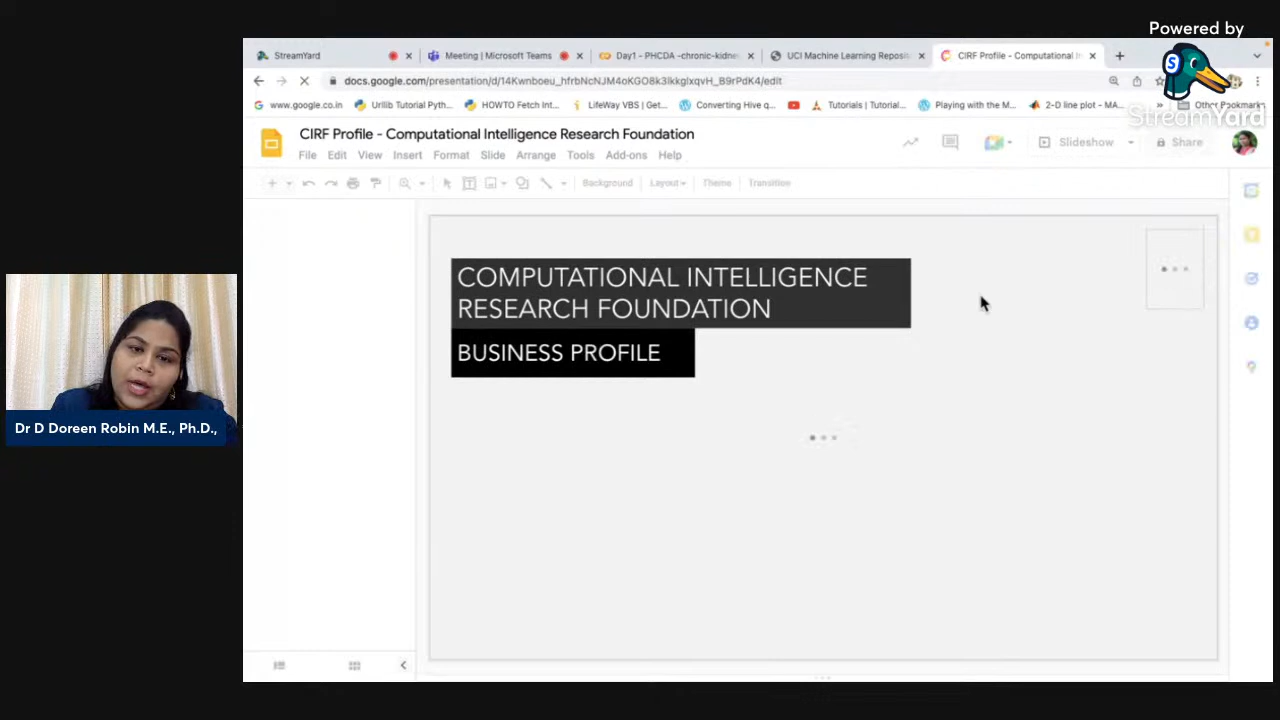 Powered by
StreamYard
StreamYard
Meeting | Microsoft Teams
Day1 - PHCDA -chronic-kidne
UCI Machine Learning Reposit
CIRF Profile - Computational In
docs.google.com/presentation/d/14Kwnboeu_hfrbNcNJM4oKGO8k3lkkglxqvH_B9rPdK4/edit
www.google.co.in
Urllib Tutorial Pyth...
HOWTO Fetch Int...
LifeWay VBS | Get...
Converting Hive q...
Tutorials | Tutorial...
Playing with the M...
2-D line plot - MA...
»
Other Bookmarks
CIRF Profile - Computational Intelligence Research Foundation
File Edit View Insert Format Slide Arrange Tools Add-ons Help
Slideshow
Share
Background Layout Theme Transition
COMPUTATIONAL INTELLIGENCE
RESEARCH FOUNDATION
BUSINESS PROFILE
Dr D Doreen Robin M.E., Ph.D.,